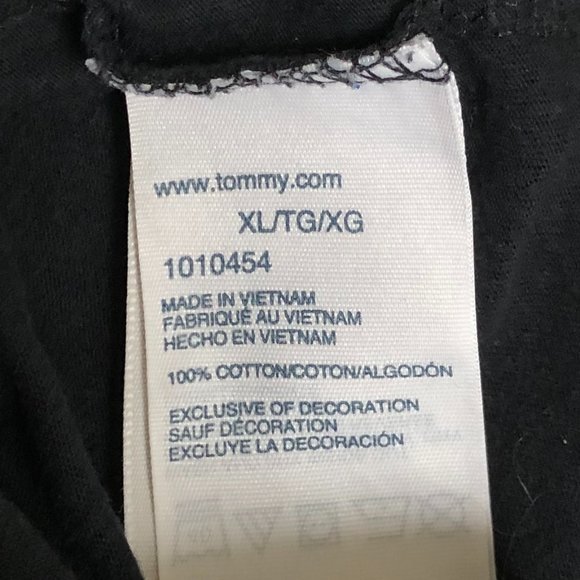 www.tommy.com
XL/TG/XG
1010454
MADE IN VIETNAM
FABRIQUÉ AU VIETNAM
HECHO EN VIETNAM
100% COTTON/COTON/ALGODÓN
EXCLUSIVE OF DECORATION
SAUF DÉCORATION
EXCLUYE LA DECORACIÓN